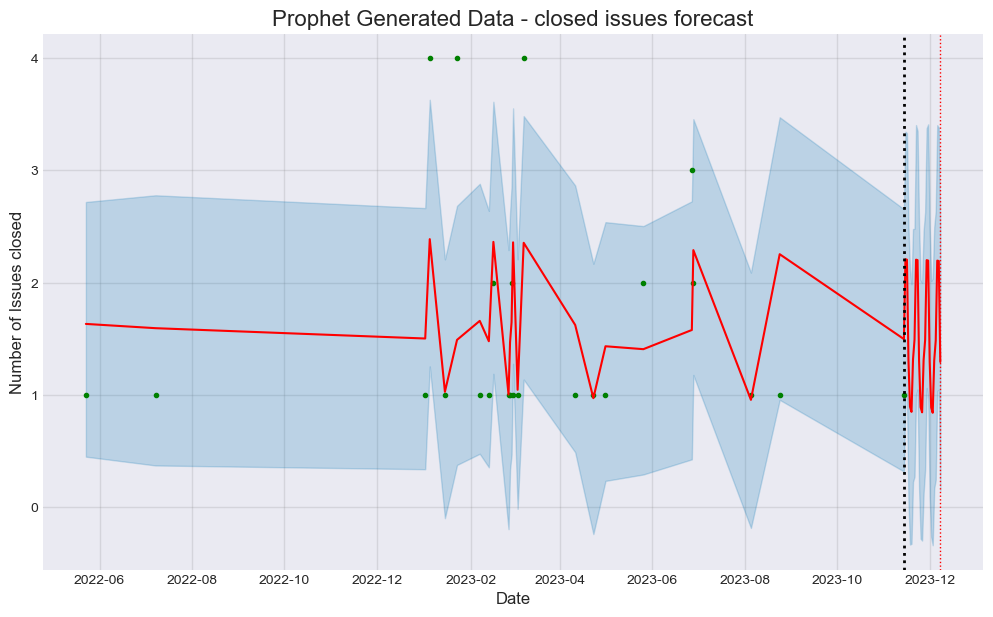 Prophet Generated Data - closed issues forecast
Number of Issues closed
4
3
2
1
0
2022-06 2022-08 2022-10 2022-12 2023-02 2023-04 2023-06 2023-08 2023-10 2023-12
Date